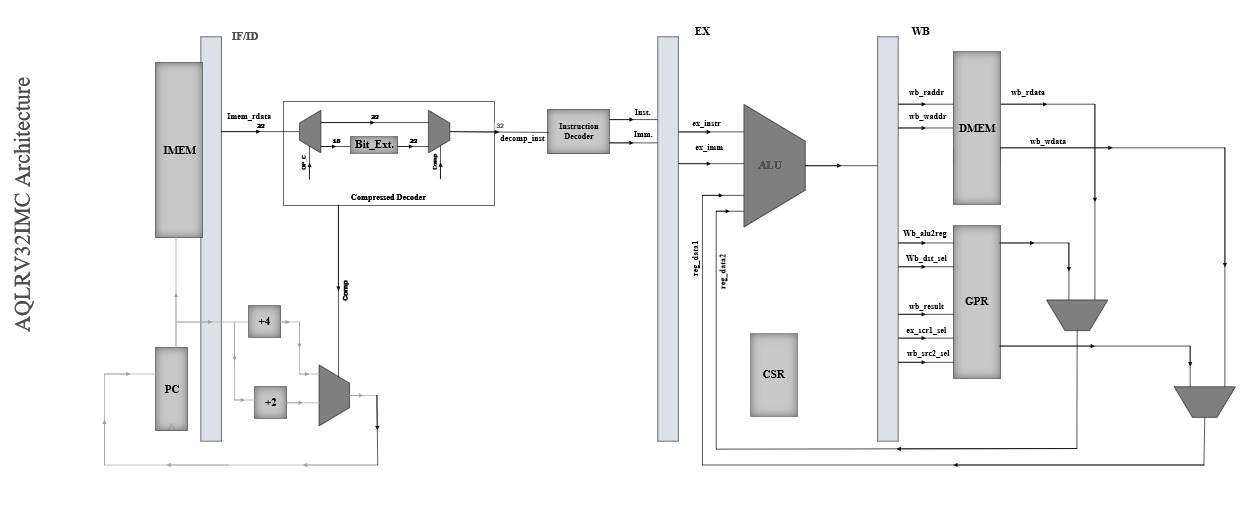 AQLRV32IMC Architecture
IF/ID
EX
WB
IMEM
Imem_rdata
32
32
16
Bit_Ext.
32
OP_C
Comp
Compressed Decoder
32
decomp_inst
Instruction
Decoder
Inst.
Imm.
ex_instr
ex_imm
ALU
reg_data1
reg_data2
wb_raddr
wb_waddr
DMEM
wb_rdata
wb_wdata
Wb_alu2reg
Wb_dst_sel
wb_result
ex_scr1_sel
wb_src2_sel
GPR
Comp
+4
+2
PC
CSR